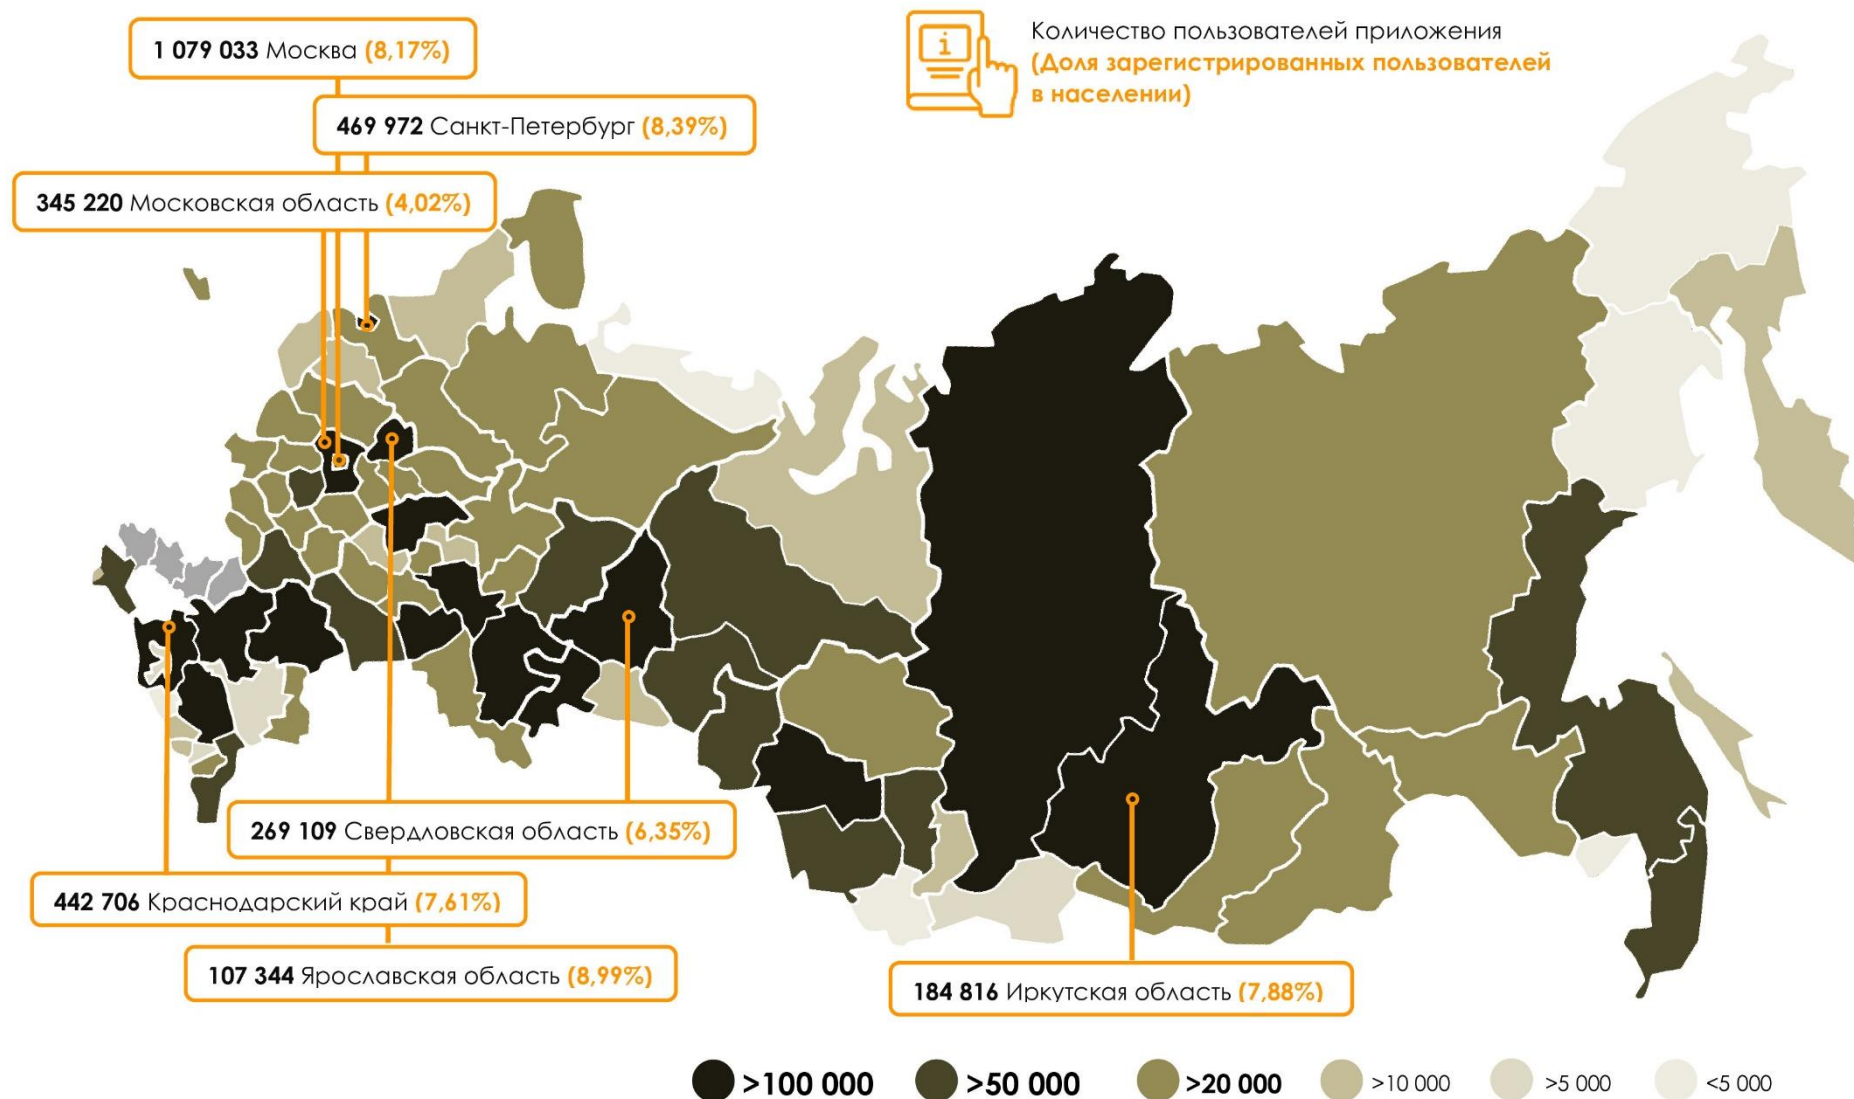 1 079 033 Москва (8,17%)
469 972 Санкт-Петербург (8,39%)
345 220 Московская область (4,02%)
i
Количество пользователей приложения
(Доля зарегистрированных пользователей
в населении)
269 109 Свердловская область (6,35%)
442 706 Краснодарский край (7,61%)
107 344 Ярославская область (8,99%)
184 816 Иркутская область (7,88%)
>100 000 >50 000 >20 000 >10 000 >5 000 <5 000